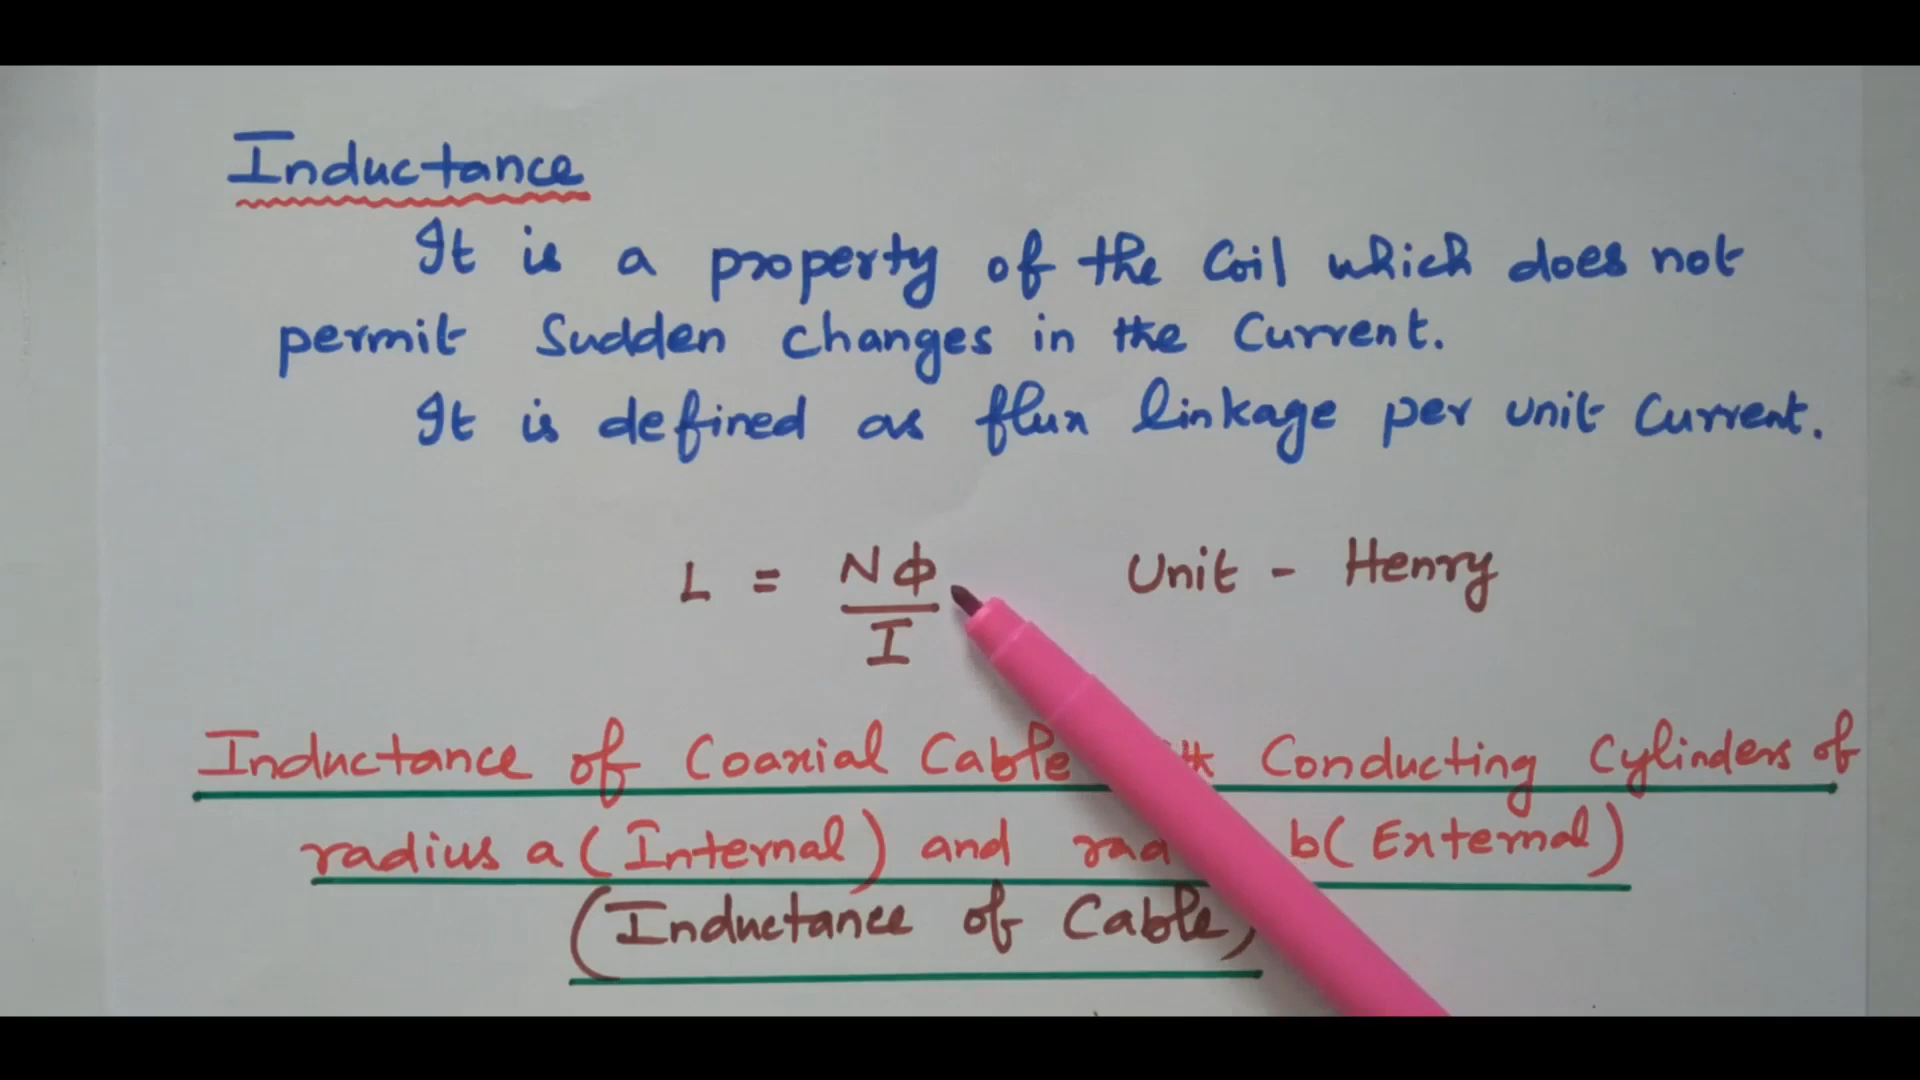 Inductance
It is a property of the Coil which does not
permit Sudden changes in the Current.
It is defined as flux linkage per unit Current.
L = NΦ / I Unit - Henry
Inductance of Coaxial Cable Conducting Cylinders of
radius a (Internal) and b (External)
(Inductance of Cable)